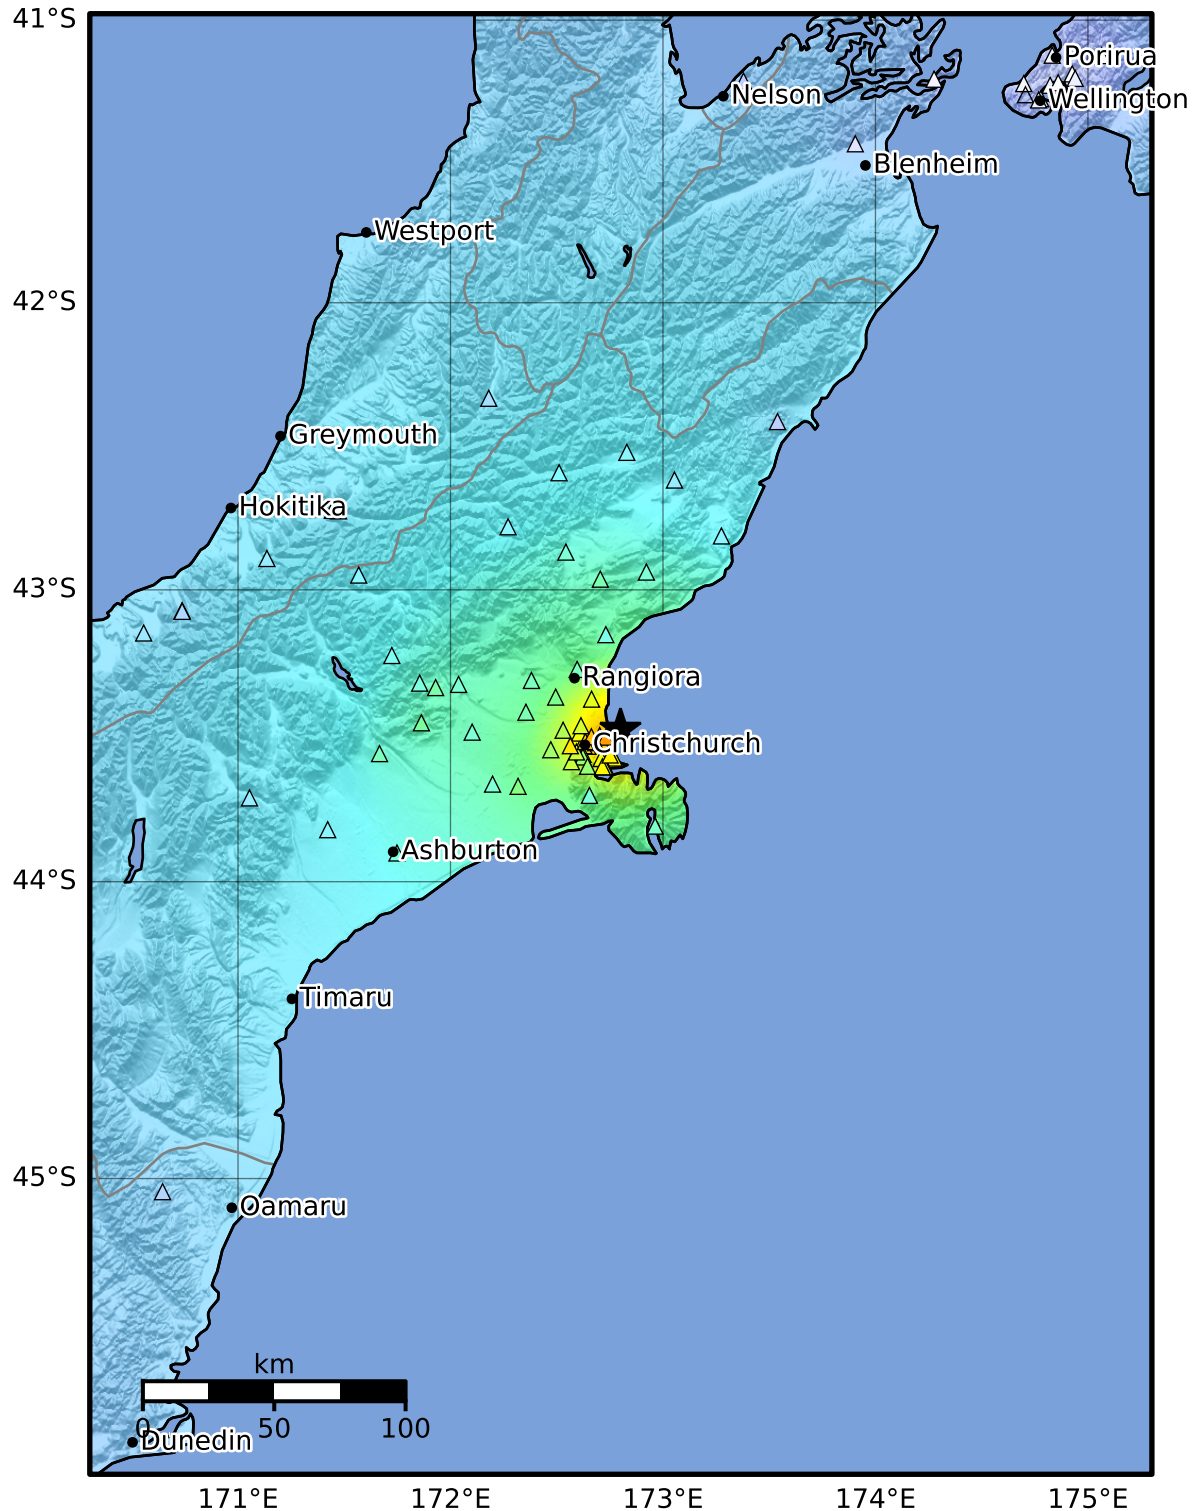 41°S
Porirua
Nelson
Wellington
Blenheim
Westport
42°S
Greymouth
Hokitika
43°S
Rangiora
Christchurch
Ashburton
44°S
Timaru
45°S
Oamaru
km
0 50 100
Dunedin
171°E 172°E 173°E 174°E 175°E